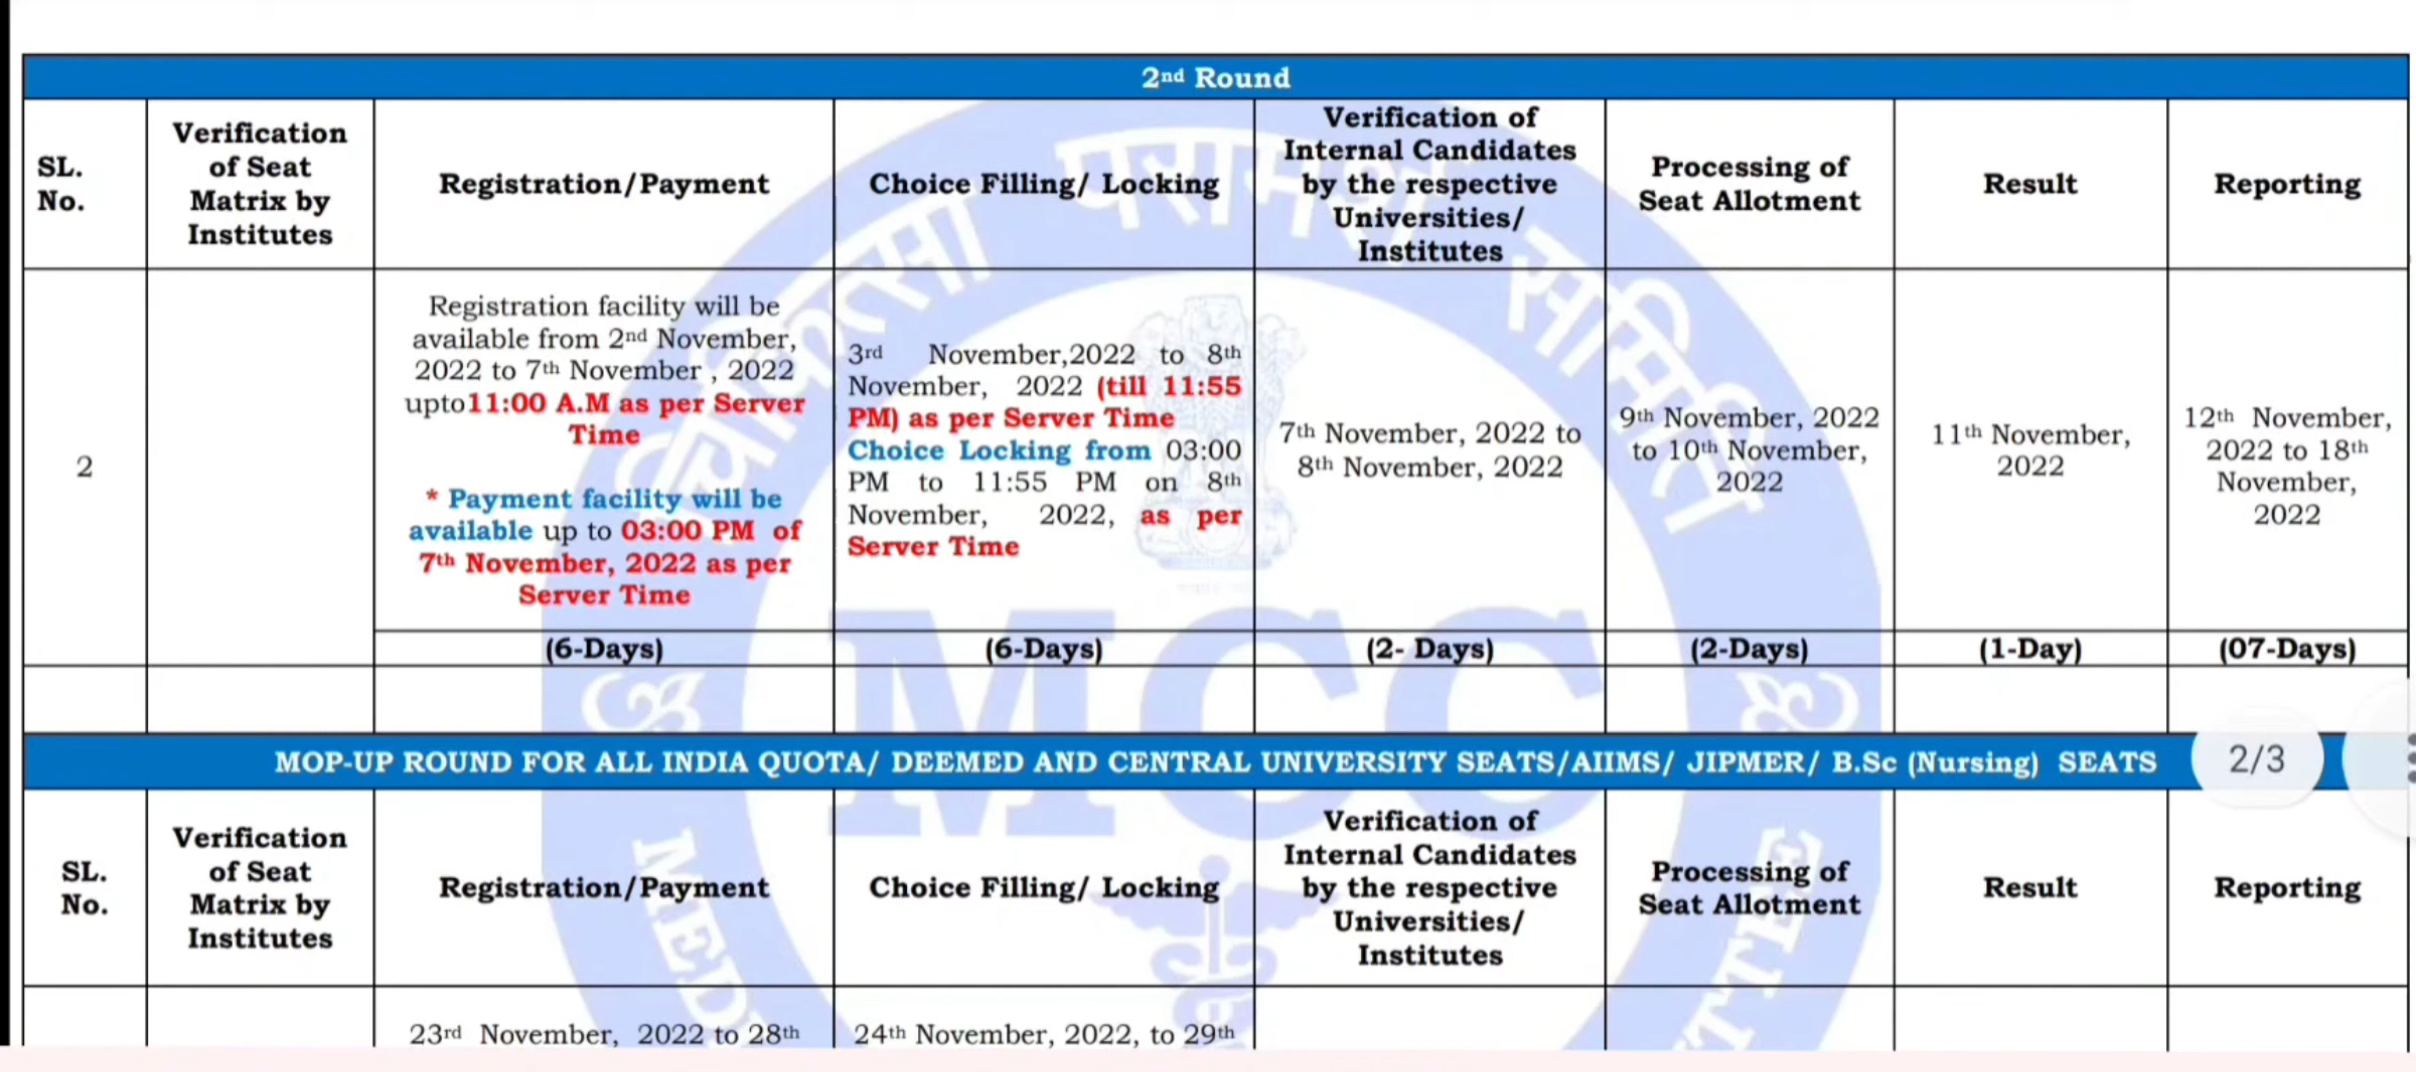 2nd Round
SL.
No.
Verification
of Seat
Matrix by
Institutes
Registration/Payment
Choice Filling/ Locking
Verification of
Internal Candidates
by the respective
Universities/
Institutes
Processing of
Seat Allotment
Result
Reporting
2
Registration facility will be
available from 2nd November,
2022 to 7th November , 2022
upto11:00 A.M as per Server
Time
* Payment facility will be
available up to 03:00 PM of
7th November, 2022 as per
Server Time
(6-Days)
3rd November,2022 to 8th
November, 2022 (till 11:55
PM) as per Server Time
Choice Locking from 03:00
PM to 11:55 PM on 8th
November, 2022, as per
Server Time
(6-Days)
7th November, 2022 to
8th November, 2022
(2- Days)
9th November, 2022
to 10th November,
2022
(2-Days)
11th November,
2022
(1-Day)
12th November,
2022 to 18th
November,
2022
(07-Days)
MOP-UP ROUND FOR ALL INDIA QUOTA/ DEEMED AND CENTRAL UNIVERSITY SEATS/AIIMS/ JIPMER/ B.Sc (Nursing) SEATS
2/3
SL.
No.
Verification
of Seat
Matrix by
Institutes
Registration/Payment
Choice Filling/ Locking
Verification of
Internal Candidates
by the respective
Universities/
Institutes
Processing of
Seat Allotment
Result
Reporting
23rd November, 2022 to 28th
24th November, 2022, to 29th
चिकित्सा परामर्श समिति
MCC